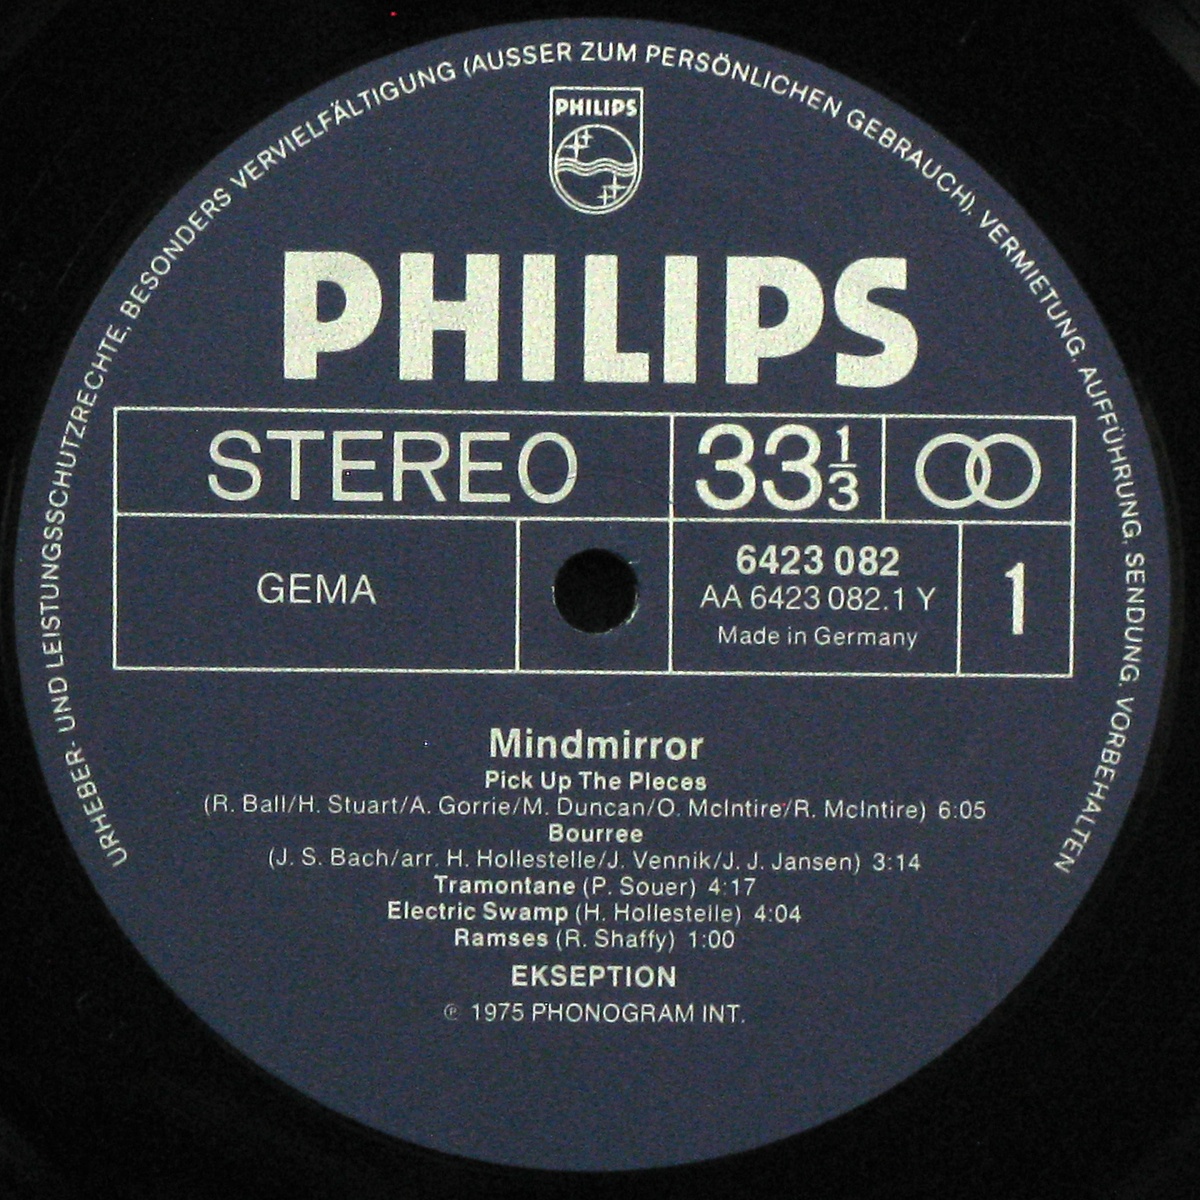 URHEBER- UND LEISTUNGSSCHUTZRECHTE, BESONDERS VERVIELFÄLTIGUNG (AUSSER ZUM PERSÖNLICHEN GEBRAUCH), VERMIETUNG, AUFFÜHRUNG, SENDUNG, VORBEHALTEN
PHILIPS
PHILIPS
STEREO 33 1/3
GEMA
6423 082
AA 6423 082.1 Y
Made in Germany
1
Mindmirror
Pick Up The Pieces
(R. Ball/H. Stuart/A. Gorrie/M. Duncan/O. McIntire/R. McIntire) 6:05
Bourree
(J. S. Bach/arr. H. Hollestelle/J. Vennik/J. J. Jansen) 3:14
Tramontane (P. Souer) 4:17
Electric Swamp (H. Hollestelle) 4:04
Ramses (R. Shaffy) 1:00
EKSEPTION
℗ 1975 PHONOGRAM INT.